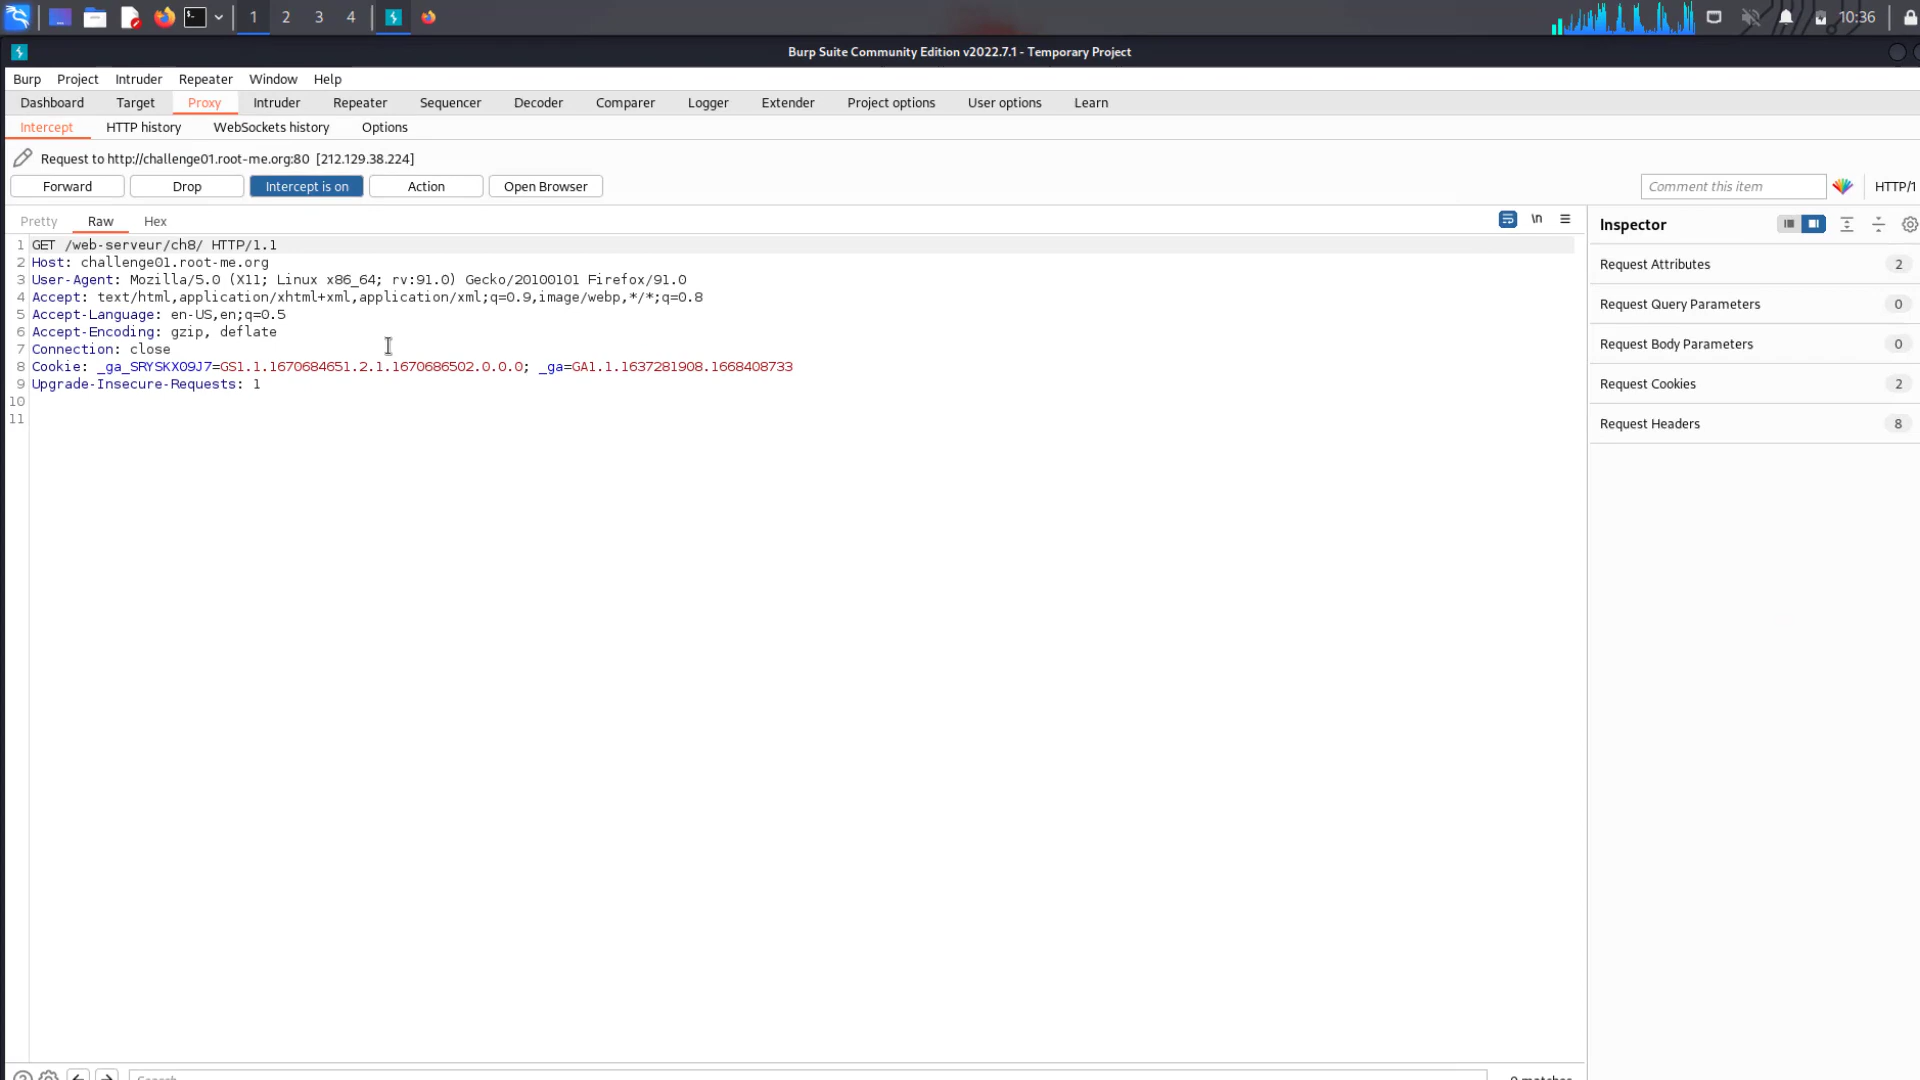 1 2 3 4 10:36
Burp Suite Community Edition v2022.7.1 - Temporary Project
Burp Project Intruder Repeater Window Help
Dashboard Target Proxy Intruder Repeater Sequencer Decoder Comparer Logger Extender Project options User options Learn
Intercept HTTP history WebSockets history Options
Request to http://challenge01.root-me.org:80 [212.129.38.224]
Forward Drop Intercept is on Action Open Browser Comment this item HTTP/1
Pretty Raw Hex \n
Inspector
1 GET /web-serveur/ch8/ HTTP/1.1
2 Host: challenge01.root-me.org
3 User-Agent: Mozilla/5.0 (X11; Linux x86_64; rv:91.0) Gecko/20100101 Firefox/91.0
4 Accept: text/html,application/xhtml+xml,application/xml;q=0.9,image/webp,*/*;q=0.8
5 Accept-Language: en-US,en;q=0.5
6 Accept-Encoding: gzip, deflate
7 Connection: close
8 Cookie: _ga_SRYSKX09J7=GS1.1.1670684651.2.1.1670686502.0.0.0; _ga=GA1.1.1637281908.1668408733
9 Upgrade-Insecure-Requests: 1
10
11
Request Attributes 2
Request Query Parameters 0
Request Body Parameters 0
Request Cookies 2
Request Headers 8
Search... 0 matches